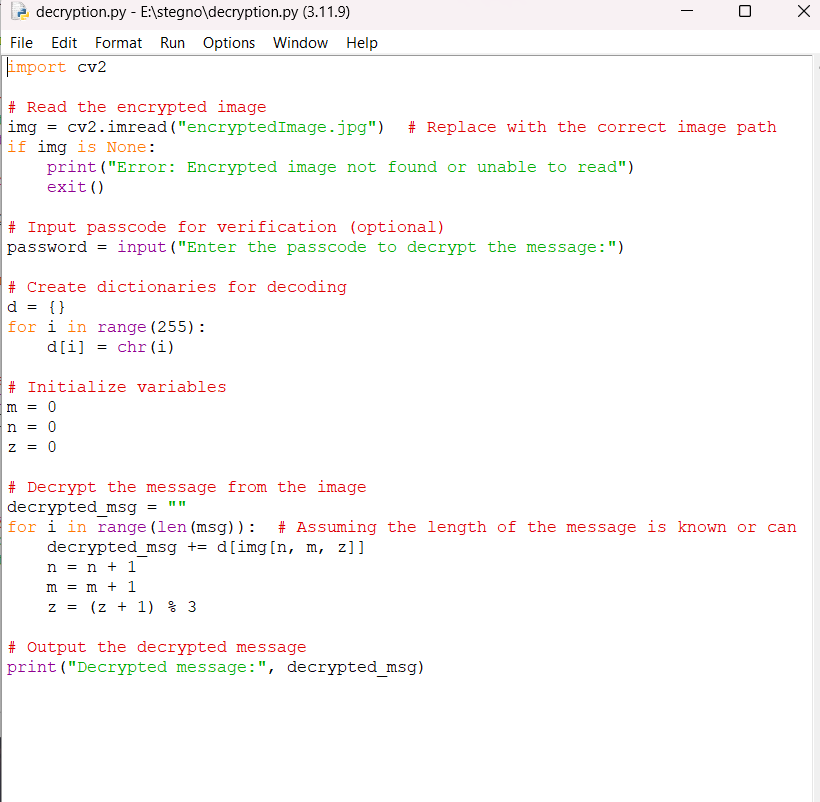 decryption.py - E:\stegno\decryption.py (3.11.9)
File Edit Format Run Options Window Help
import cv2
# Read the encrypted image
img = cv2.imread("encryptedImage.jpg")  # Replace with the correct image path
if img is None:
    print("Error: Encrypted image not found or unable to read")
    exit()
# Input passcode for verification (optional)
password = input("Enter the passcode to decrypt the message:")
# Create dictionaries for decoding
d = {}
for i in range(255):
    d[i] = chr(i)
# Initialize variables
m = 0
n = 0
z = 0
# Decrypt the message from the image
decrypted_msg = ""
for i in range(len(msg)):  # Assuming the length of the message is known or can
    decrypted_msg += d[img[n, m, z]]
    n = n + 1
    m = m + 1
    z = (z + 1) % 3
# Output the decrypted message
print("Decrypted message:", decrypted_msg)